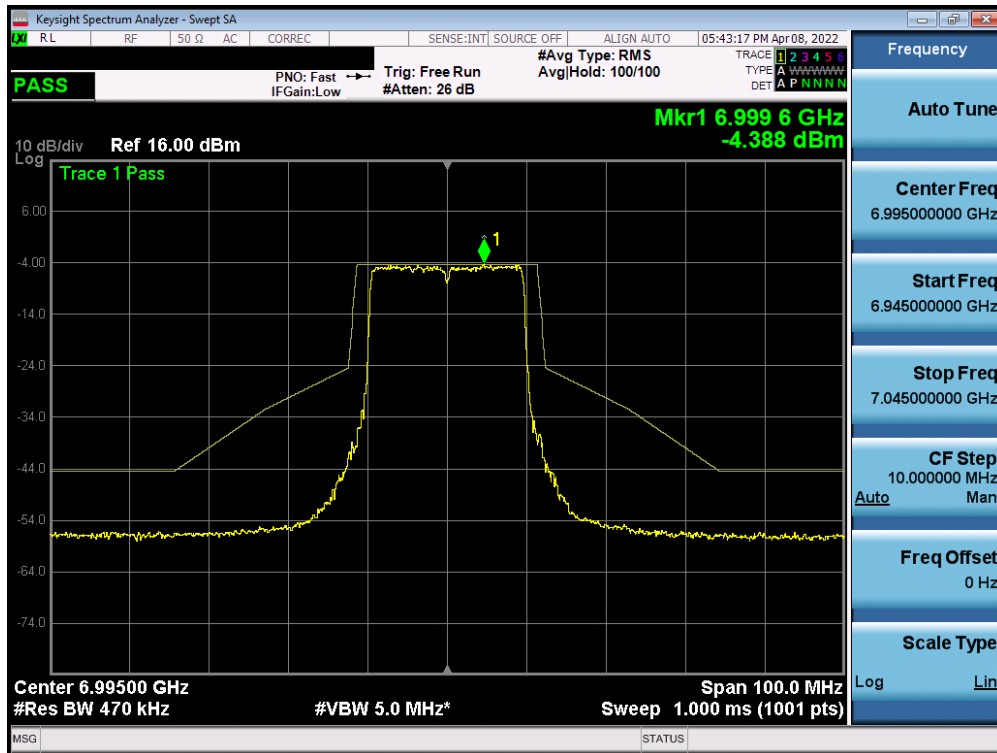 Keysight Spectrum Analyzer - Swept SA
LXI RL RF 50 Ω AC CORREC SENSE:INT SOURCE OFF ALIGN AUTO 05:43:17 PM Apr 08, 2022
PASS
PNO: Fast
IFGain:Low
Trig: Free Run
#Atten: 26 dB
#Avg Type: RMS
Avg|Hold: 100/100
TRACE 1 2 3 4 5 6
TYPE A WWWWW
DET A P N N N N
Mkr1 6.999 6 GHz
-4.388 dBm
10 dB/div Ref 16.00 dBm
Log
Trace 1 Pass
1
6.00
-4.00
-14.0
-24.0
-34.0
-44.0
-54.0
-64.0
-74.0
Center 6.99500 GHz Span 100.0 MHz
#Res BW 470 kHz #VBW 5.0 MHz* Sweep 1.000 ms (1001 pts)
MSG STATUS
Frequency
Auto Tune
Center Freq
6.995000000 GHz
Start Freq
6.945000000 GHz
Stop Freq
7.045000000 GHz
CF Step
10.000000 MHz
Auto Man
Freq Offset
0 Hz
Scale Type
Log Lin